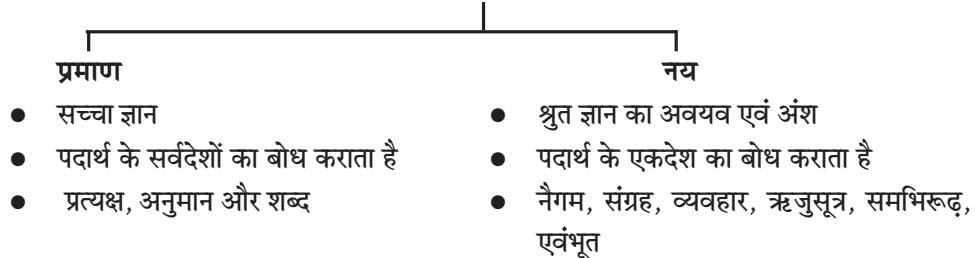 प्रमाण
नय
● सच्चा ज्ञान
● श्रुत ज्ञान का अवयव एवं अंश
● पदार्थ के सर्वदेशों का बोध कराता है
● पदार्थ के एकदेश का बोध कराता है
● प्रत्यक्ष, अनुमान और शब्द
● नैगम, संग्रह, व्यवहार, ऋजुसूत्र, समभिरूढ़,
एवंभूत